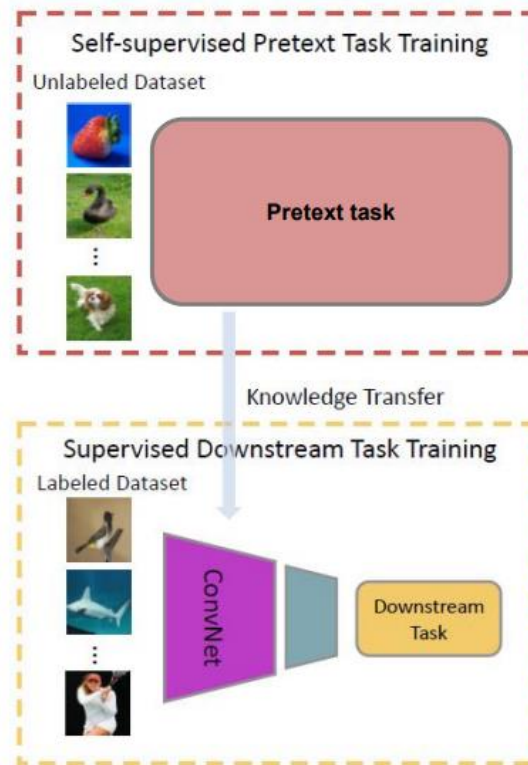 Self-supervised Pretext Task Training
Unlabeled Dataset
Pretext task
...
Knowledge Transfer
Supervised Downstream Task Training
Labeled Dataset
ConvNet
Downstream
Task
...